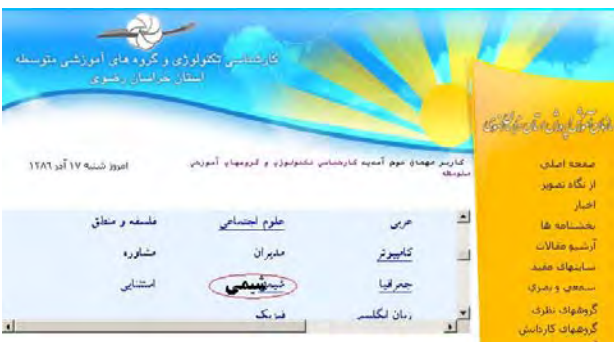 کارشناسی تکنولوژی و گروه های آموزشی متوسطه
استان خراسان رضوی
امروز شنبه ۱۷ آذر ۱۳۸۶
کاربر مهمان خوش آمدید کارشناسی تکنولوژی و گروههای آموزشی متوسطه
صفحه اصلی
از نگاه تصویر
اخبار
بخشنامه ها
آرشیو مقالات
سایتهای مفید
سمعی و بصری
گروههای نظری
گروههای کاردانش
عربی
علوم اجتماعی
فلسفه و منطق
کامپیوتر
مدیران
مشاوره
جغرافیا
شیمی
شیمی
استثنایی
زبان انگلیسی
فیزیک